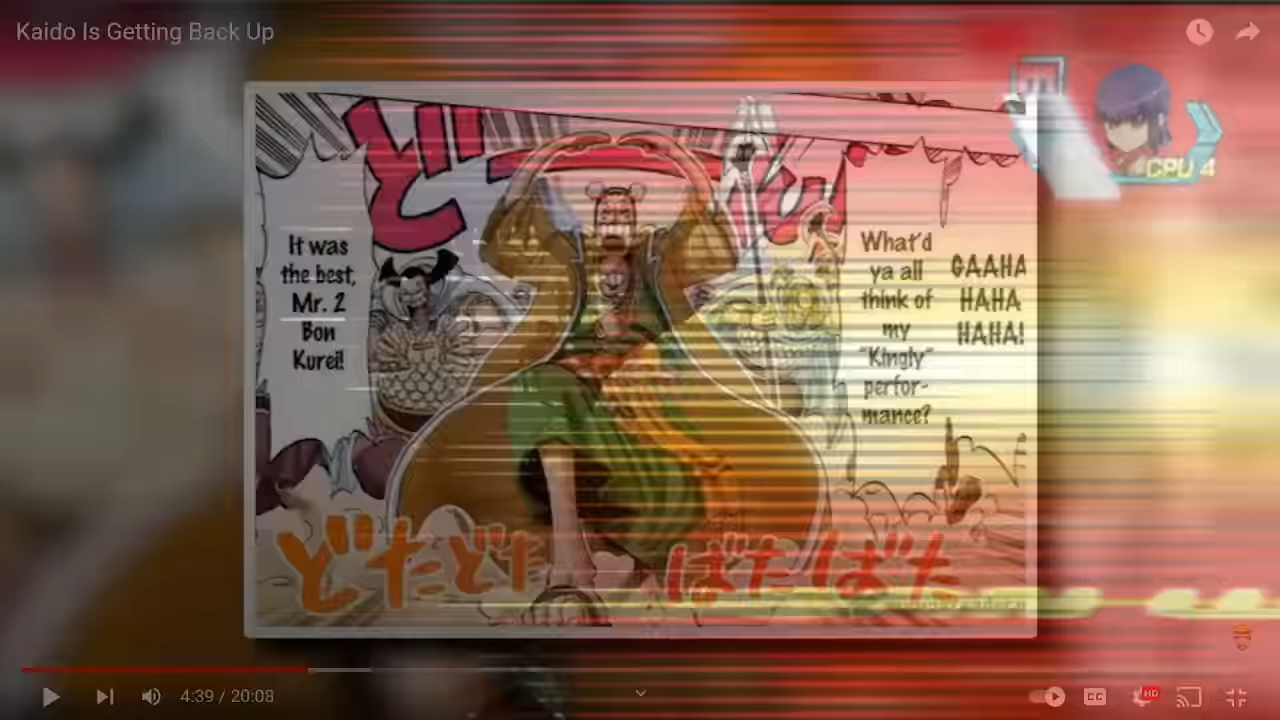 Kaido Is Getting Back Up
It was
the best,
Mr. 2
Bon
Kurei!
What'd
ya all
think of
my
"Kingly"
perfor-
mance?
GAAHA
HAHA
HAHA!
CPU 4
どたどた
ばたばた
4:39 / 20:08
CC
HD